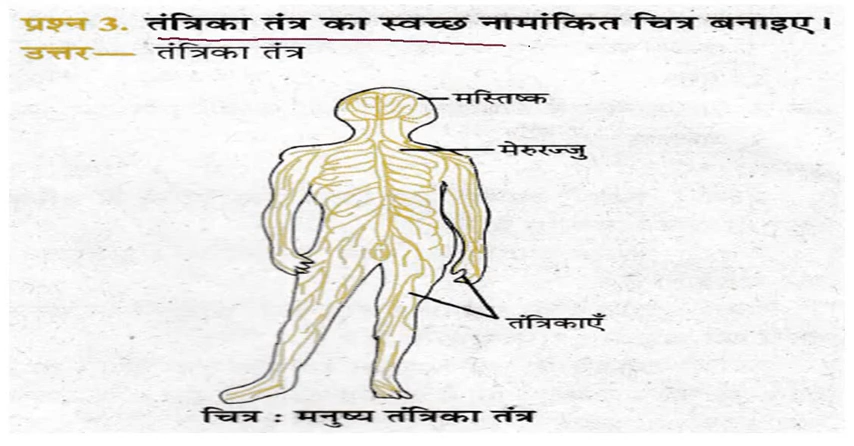 प्रश्न 3. तंत्रिका तंत्र का स्वच्छ नामांकित चित्र बनाइए।
उत्तर— तंत्रिका तंत्र
मस्तिष्क
मेरुरज्जु
तंत्रिकाएँ
चित्र : मनुष्य तंत्रिका तंत्र